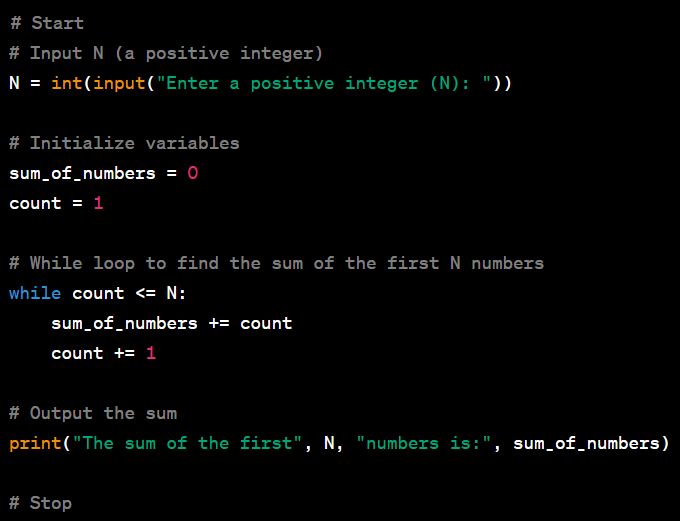 # Start
# Input N (a positive integer)
N = int(input("Enter a positive integer (N): "))
# Initialize variables
sum_of_numbers = 0
count = 1
# While loop to find the sum of the first N numbers
while count <= N:
    sum_of_numbers += count
    count += 1
# Output the sum
print("The sum of the first", N, "numbers is:", sum_of_numbers)
# Stop